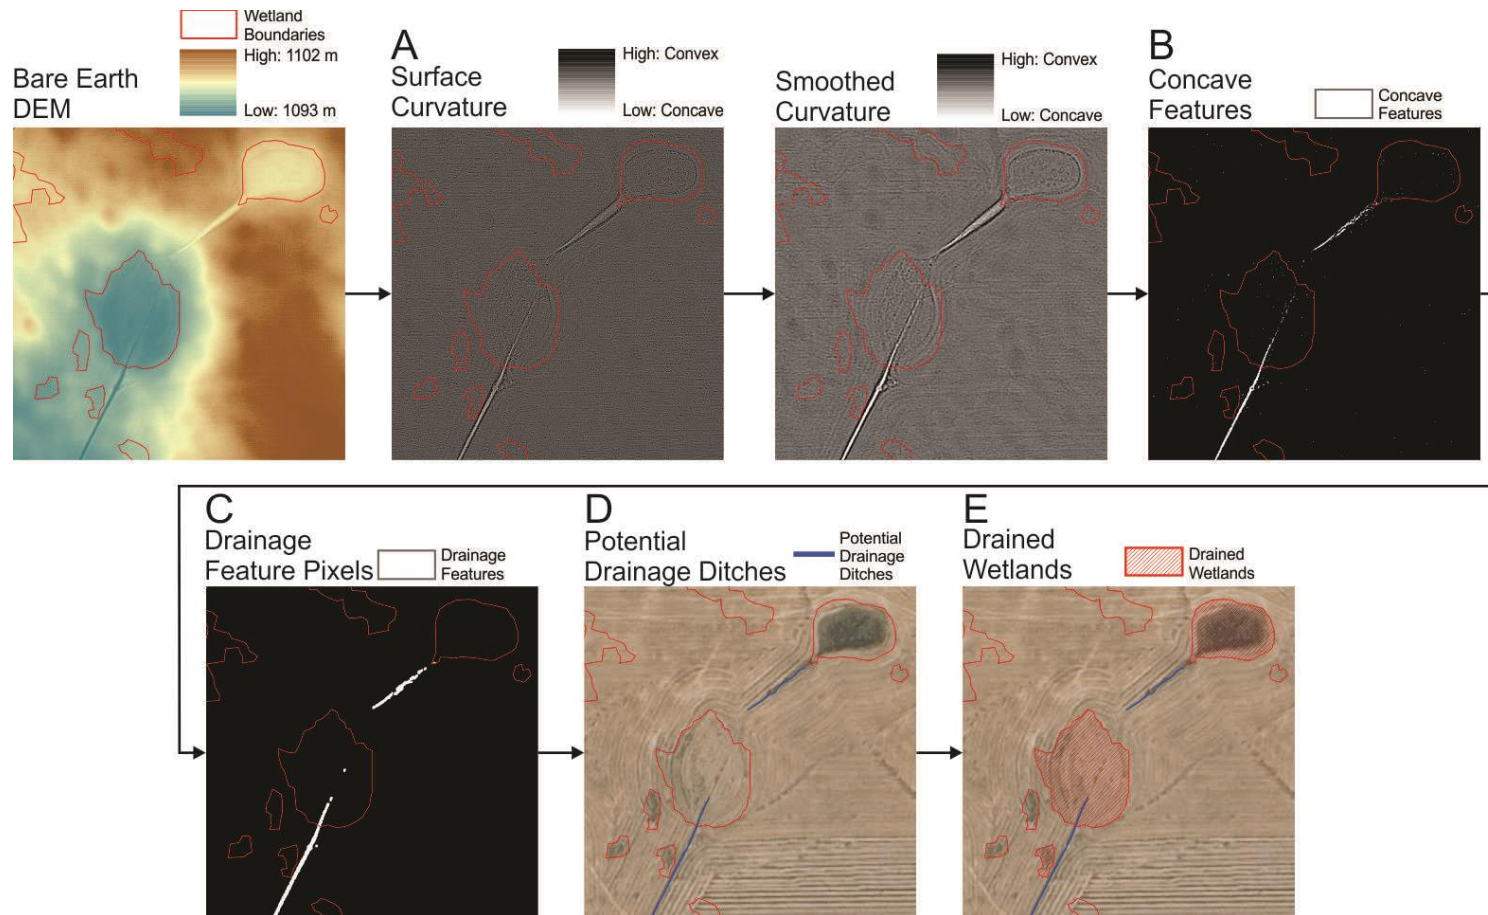 Wetland
Boundaries
High: 1102 m
Low: 1093 m
Bare Earth
DEM
A
Surface
Curvature
High: Convex
Low: Concave
Smoothed
Curvature
High: Convex
Low: Concave
B
Concave
Features
Concave
Features
C
Drainage
Feature Pixels
Drainage
Features
D
Potential
Drainage Ditches
Potential
Drainage
Ditches
E
Drained
Wetlands
Drained
Wetlands